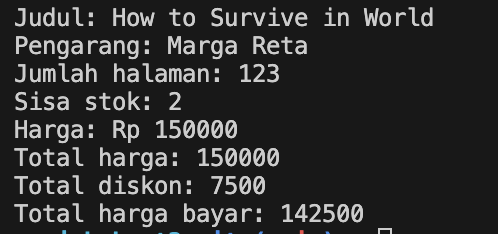 Judul: How to Survive in World
Pengarang: Marga Reta
Jumlah halaman: 123
Sisa stok: 2
Harga: Rp 150000
Total harga: 150000
Total diskon: 7500
Total harga bayar: 142500